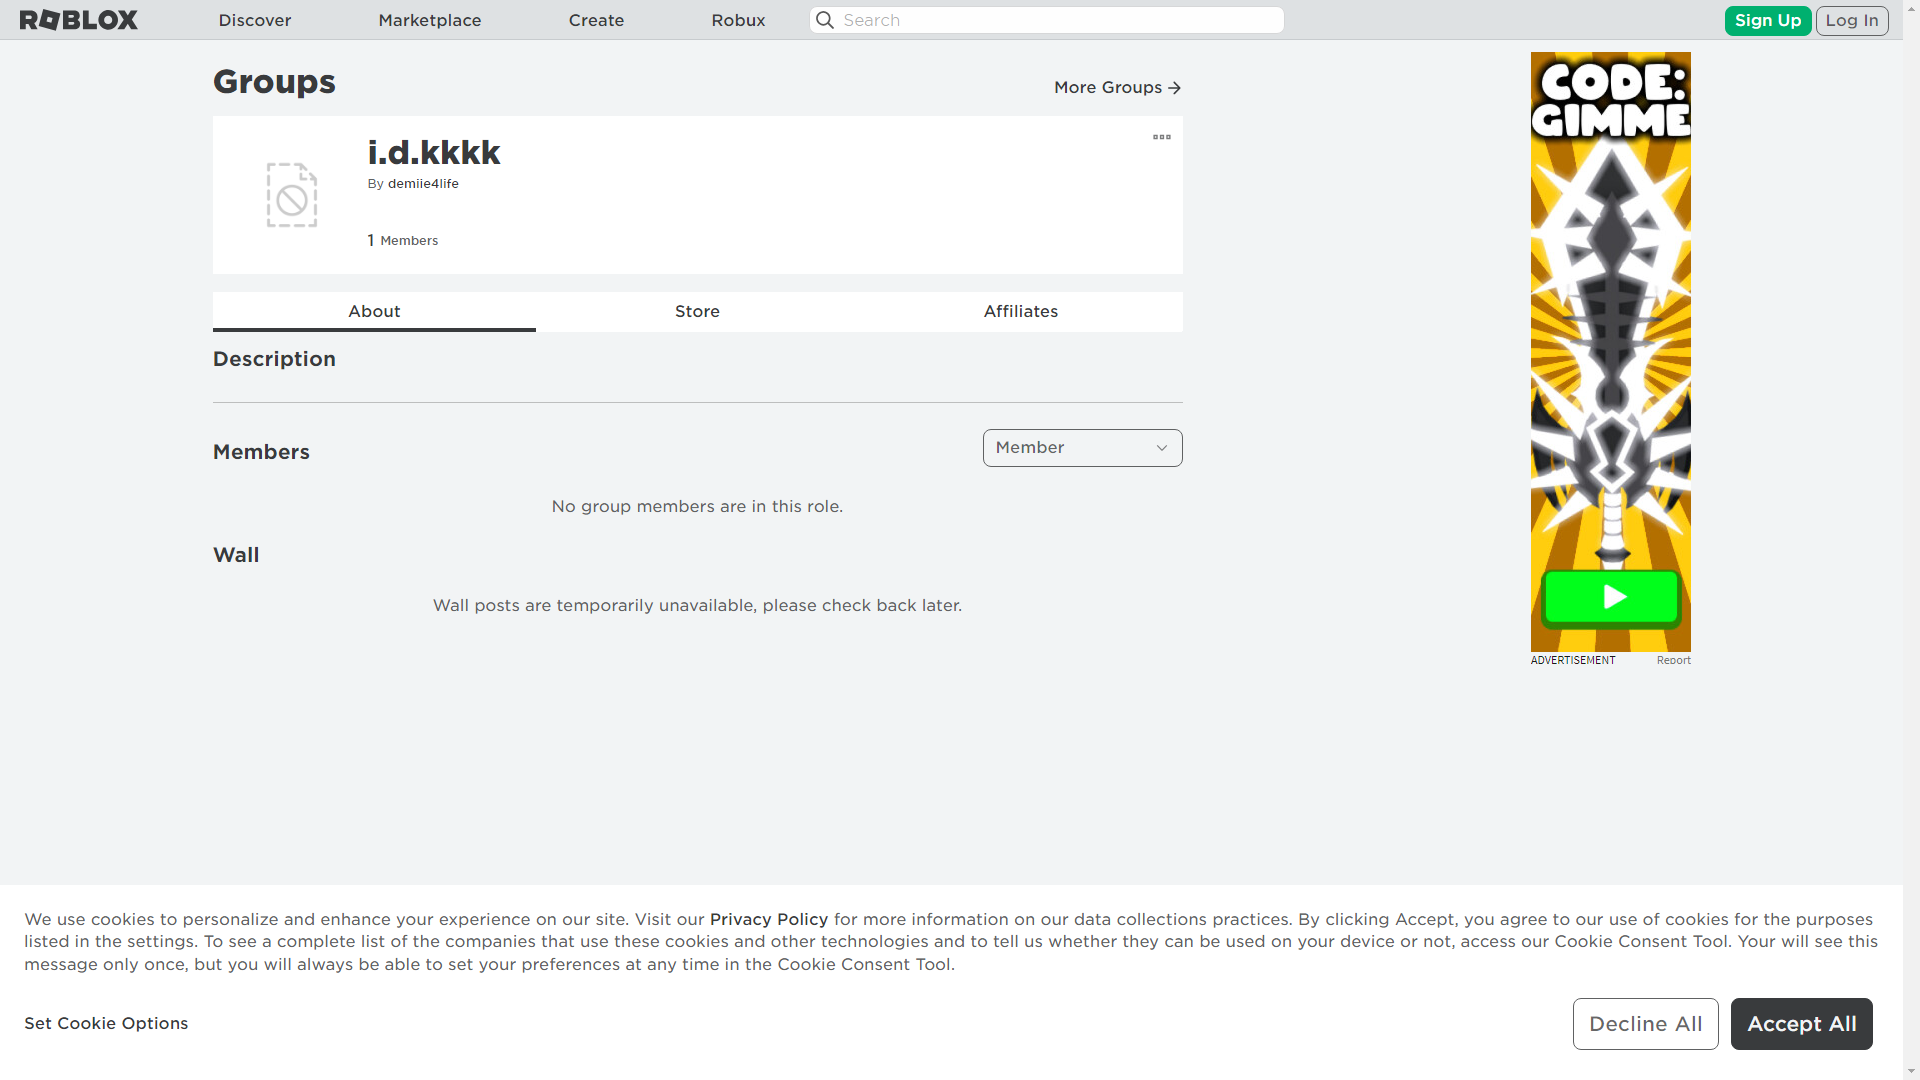 ROBLOX
Discover
Marketplace
Create
Robux
Search
Sign Up
Log In
Groups
More Groups
i.d.kkkk
By demiie4life
1 Members
About
Store
Affiliates
Description
Members
Member
No group members are in this role.
Wall
Wall posts are temporarily unavailable, please check back later.
CODE:
GIMME
ADVERTISEMENT
Report
We use cookies to personalize and enhance your experience on our site. Visit our Privacy Policy for more information on our data collections practices. By clicking Accept, you agree to our use of cookies for the purposes
listed in the settings. To see a complete list of the companies that use these cookies and other technologies and to tell us whether they can be used on your device or not, access our Cookie Consent Tool. Your will see this
message only once, but you will always be able to set your preferences at any time in the Cookie Consent Tool.
Set Cookie Options
Decline All
Accept All